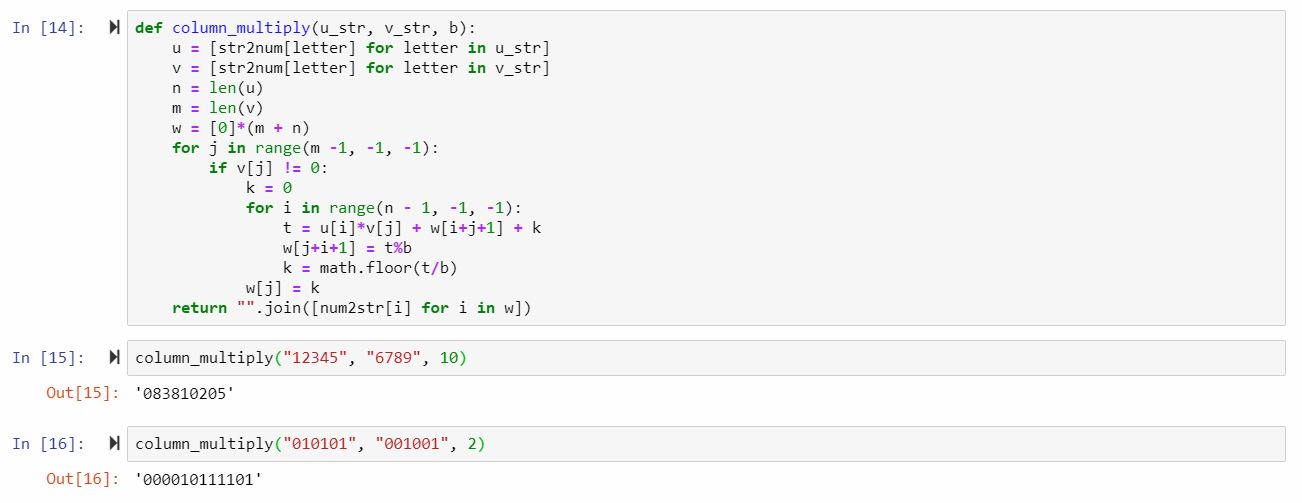 In [14]: def column_multiply(u_str, v_str, b):
    u = [str2num[letter] for letter in u_str]
    v = [str2num[letter] for letter in v_str]
    n = len(u)
    m = len(v)
    w = [0]*(m + n)
    for j in range(m -1, -1, -1):
        if v[j] != 0:
            k = 0
            for i in range(n - 1, -1, -1):
                t = u[i]*v[j] + w[i+j+1] + k
                w[j+i+1] = t%b
                k = math.floor(t/b)
            w[j] = k
    return "".join([num2str[i] for i in w])
In [15]: column_multiply("12345", "6789", 10)
Out[15]: '083810205'
In [16]: column_multiply("010101", "001001", 2)
Out[16]: '000010111101'